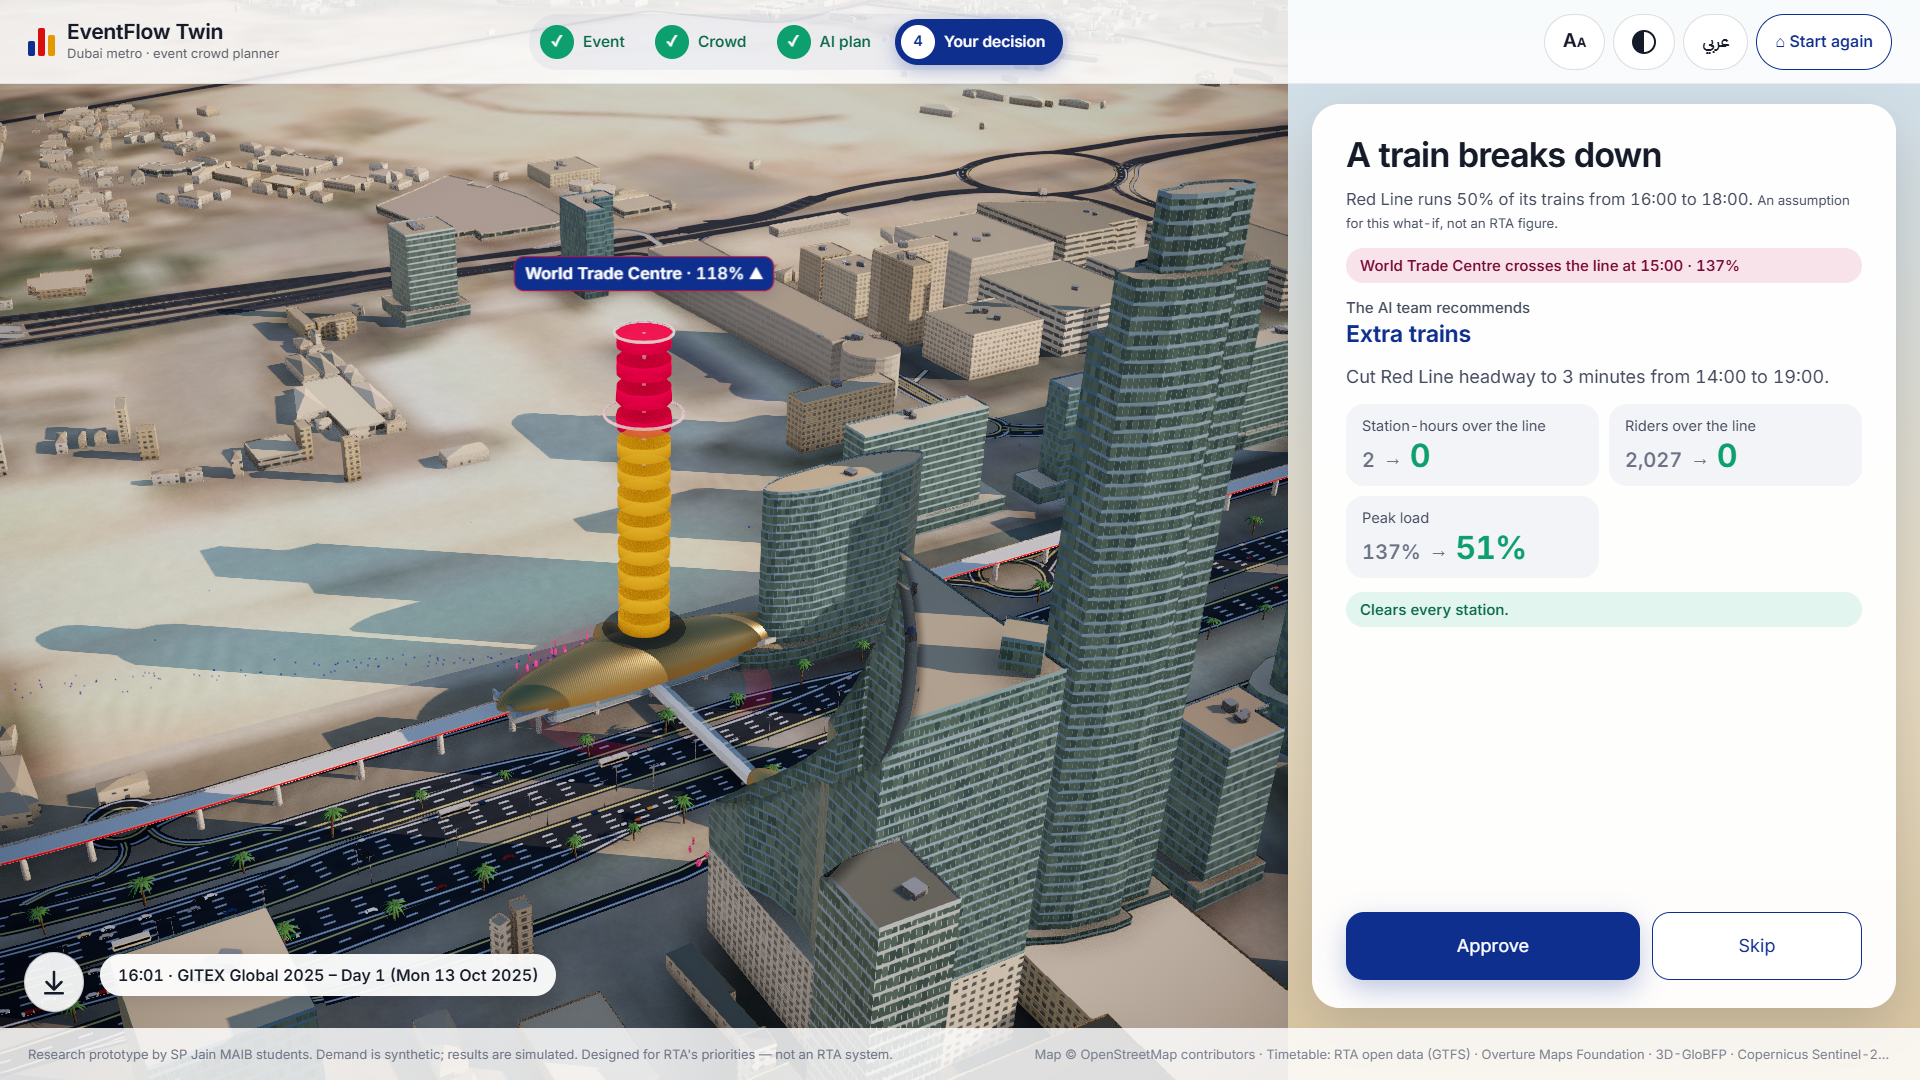 EventFlow Twin
Dubai metro · event crowd planner
✓ Event
✓ Crowd
✓ AI plan
4 Your decision
AA
عربي
⌂ Start again
World Trade Centre · 118% ▲
16:01 · GITEX Global 2025 – Day 1 (Mon 13 Oct 2025)
A train breaks down
Red Line runs 50% of its trains from 16:00 to 18:00. An assumption
for this what-if, not an RTA figure.
World Trade Centre crosses the line at 15:00 · 137%
The AI team recommends
Extra trains
Cut Red Line headway to 3 minutes from 14:00 to 19:00.
Station-hours over the line
2 → 0
Riders over the line
2,027 → 0
Peak load
137% → 51%
Clears every station.
Approve
Skip
Research prototype by SP Jain MAIB students. Demand is synthetic; results are simulated. Designed for RTA's priorities — not an RTA system.
Map © OpenStreetMap contributors · Timetable: RTA open data (GTFS) · Overture Maps Foundation · 3D-GloBFP · Copernicus Sentinel-2...